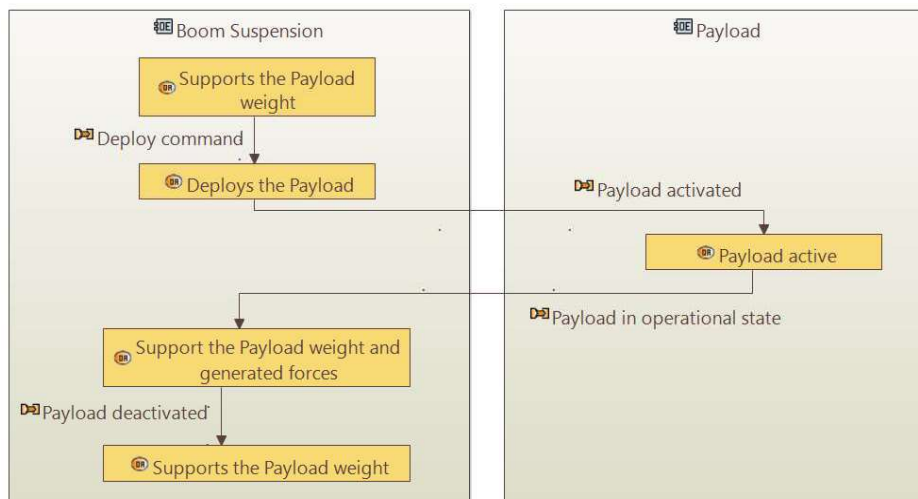 Boom Suspension
Payload
Supports the Payload
weight
Deploy command
Deploys the Payload
Payload activated
Payload active
Payload in operational state
Support the Payload weight and
generated forces
Payload deactivated
Supports the Payload weight